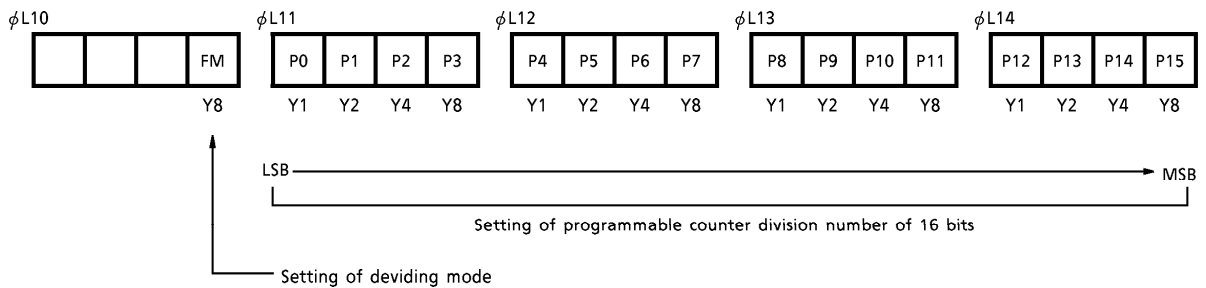 ϕL10 ϕL11 ϕL12 ϕL13 ϕL14
FM P0 P1 P2 P3 P4 P5 P6 P7 P8 P9 P10 P11 P12 P13 P14 P15
Y8 Y1 Y2 Y4 Y8 Y1 Y2 Y4 Y8 Y1 Y2 Y4 Y8 Y1 Y2 Y4 Y8
LSB MSB
Setting of programmable counter division number of 16 bits
Setting of deviding mode